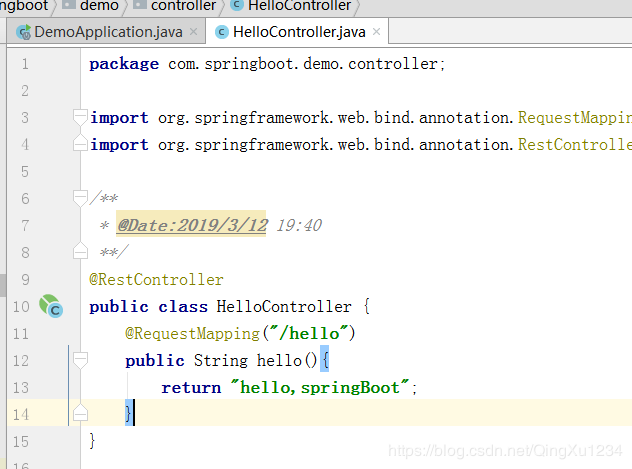 ngboot demo controller HelloController
DemoApplication.java × HelloController.java ×
1 package com.springboot.demo.controller;
2
3 import org.springframework.web.bind.annotation.RequestMappin
4 import org.springframework.web.bind.annotation.RestControlle
5
6 /**
7 * @Date:2019/3/12 19:40
8 **/
9 @RestController
10 public class HelloController {
11 @RequestMapping("/hello")
12 public String hello(){
13 return "hello,springBoot";
14 }
15 }
16
https://blog.csdn.net/QingXu1234